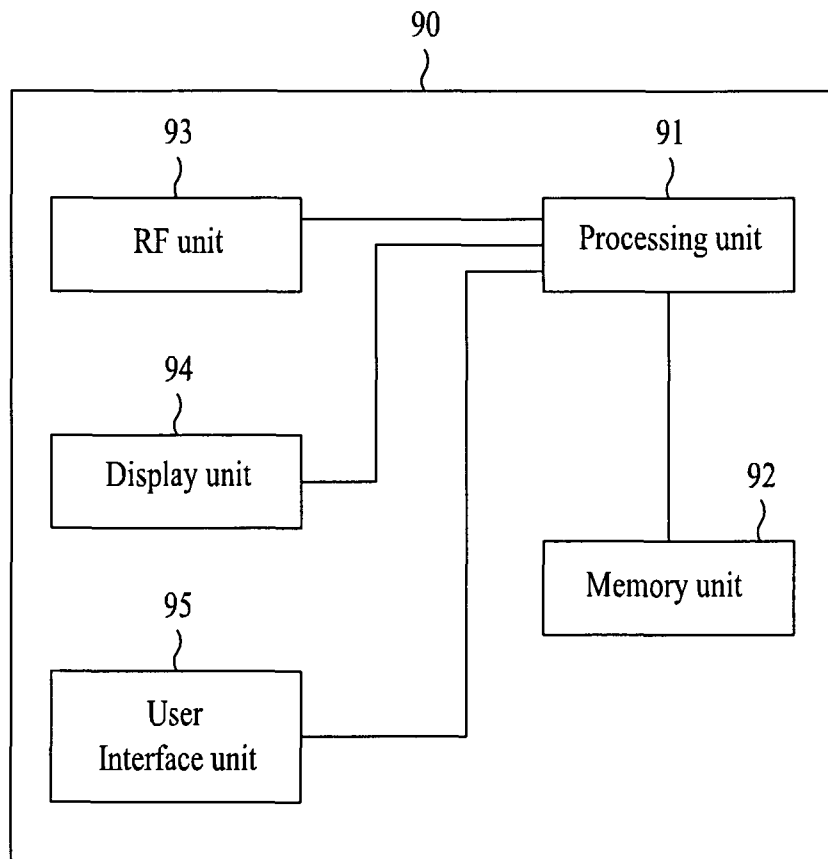 90
93
RF unit
91
Processing unit
94
Display unit
92
Memory unit
95
User
Interface unit